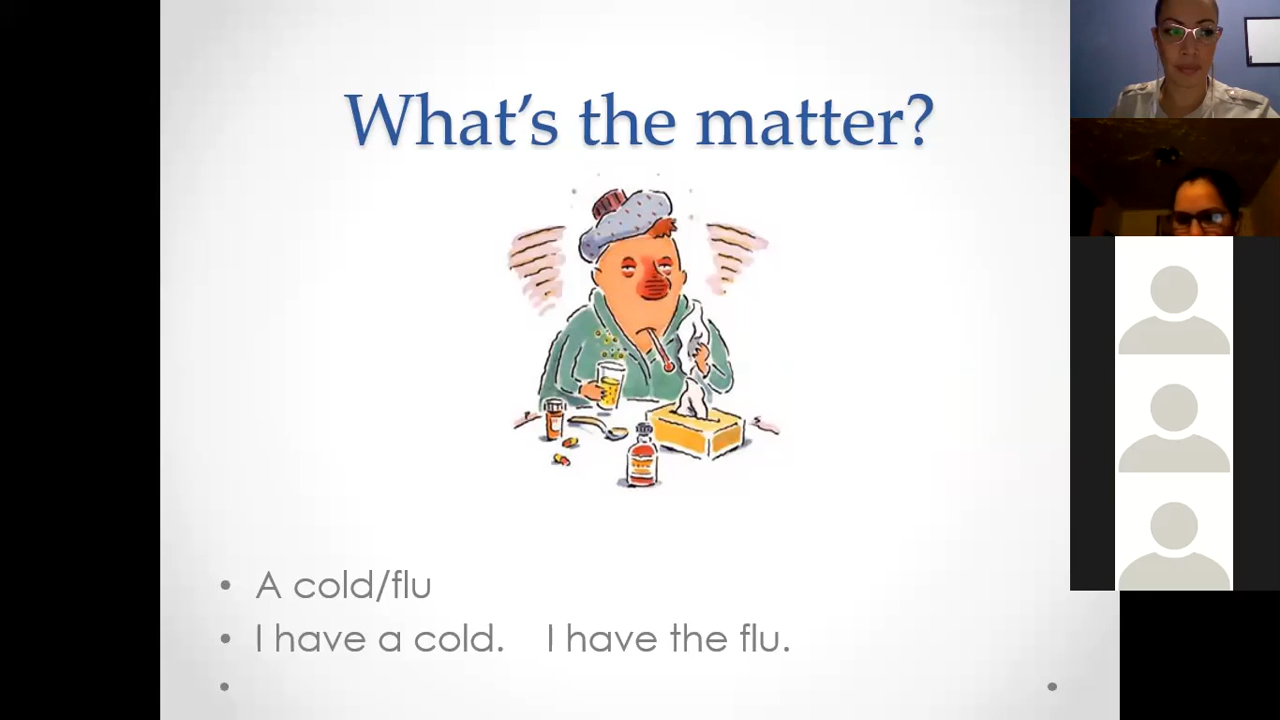 What's the matter?
• A cold/flu
• I have a cold. I have the flu.